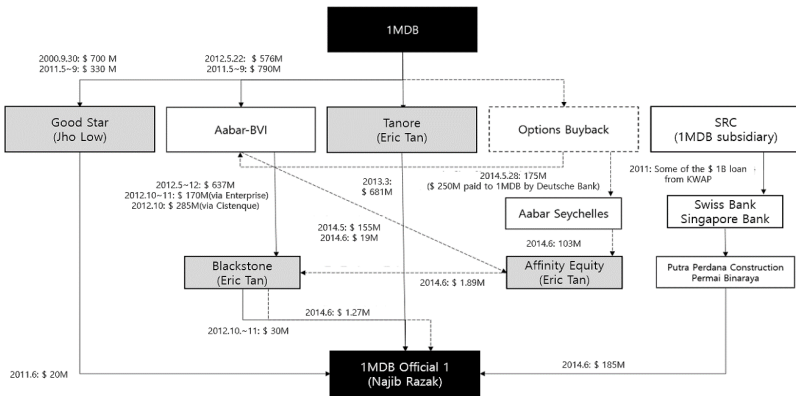 1MDB
2000.9.30: $ 700 M
2011.5~9: $ 330 M
2012.5.22: $ 576M
2011.5~9: $ 790M
Good Star
(Jho Low)
Aabar-BVI
Tanore
(Eric Tan)
Options Buyback
SRC
(1MDB subsidiary)
2012.5~12: $ 637M
2012.10~11: $ 170M(via Enterprise)
2012.10: $ 285M(via Cistenque)
2013.3:
$ 681M
2014.5.28: 175M
($ 250M paid to 1MDB by Deutsche Bank)
2011: Some of the $ 1B loan
from KWAP
2014.5: $ 155M
2014.6: $ 19M
Aabar Seychelles
Swiss Bank
Singapore Bank
2014.6: 103M
Blackstone
(Eric Tan)
Affinity Equity
(Eric Tan)
Putra Perdana Construction
Permai Binaraya
2014.6: $ 1.89M
2014.6: $ 1.27M
2012.10.~11: $ 30M
2011.6: $ 20M
1MDB Official 1
(Najib Razak)
2014.6: $ 185M